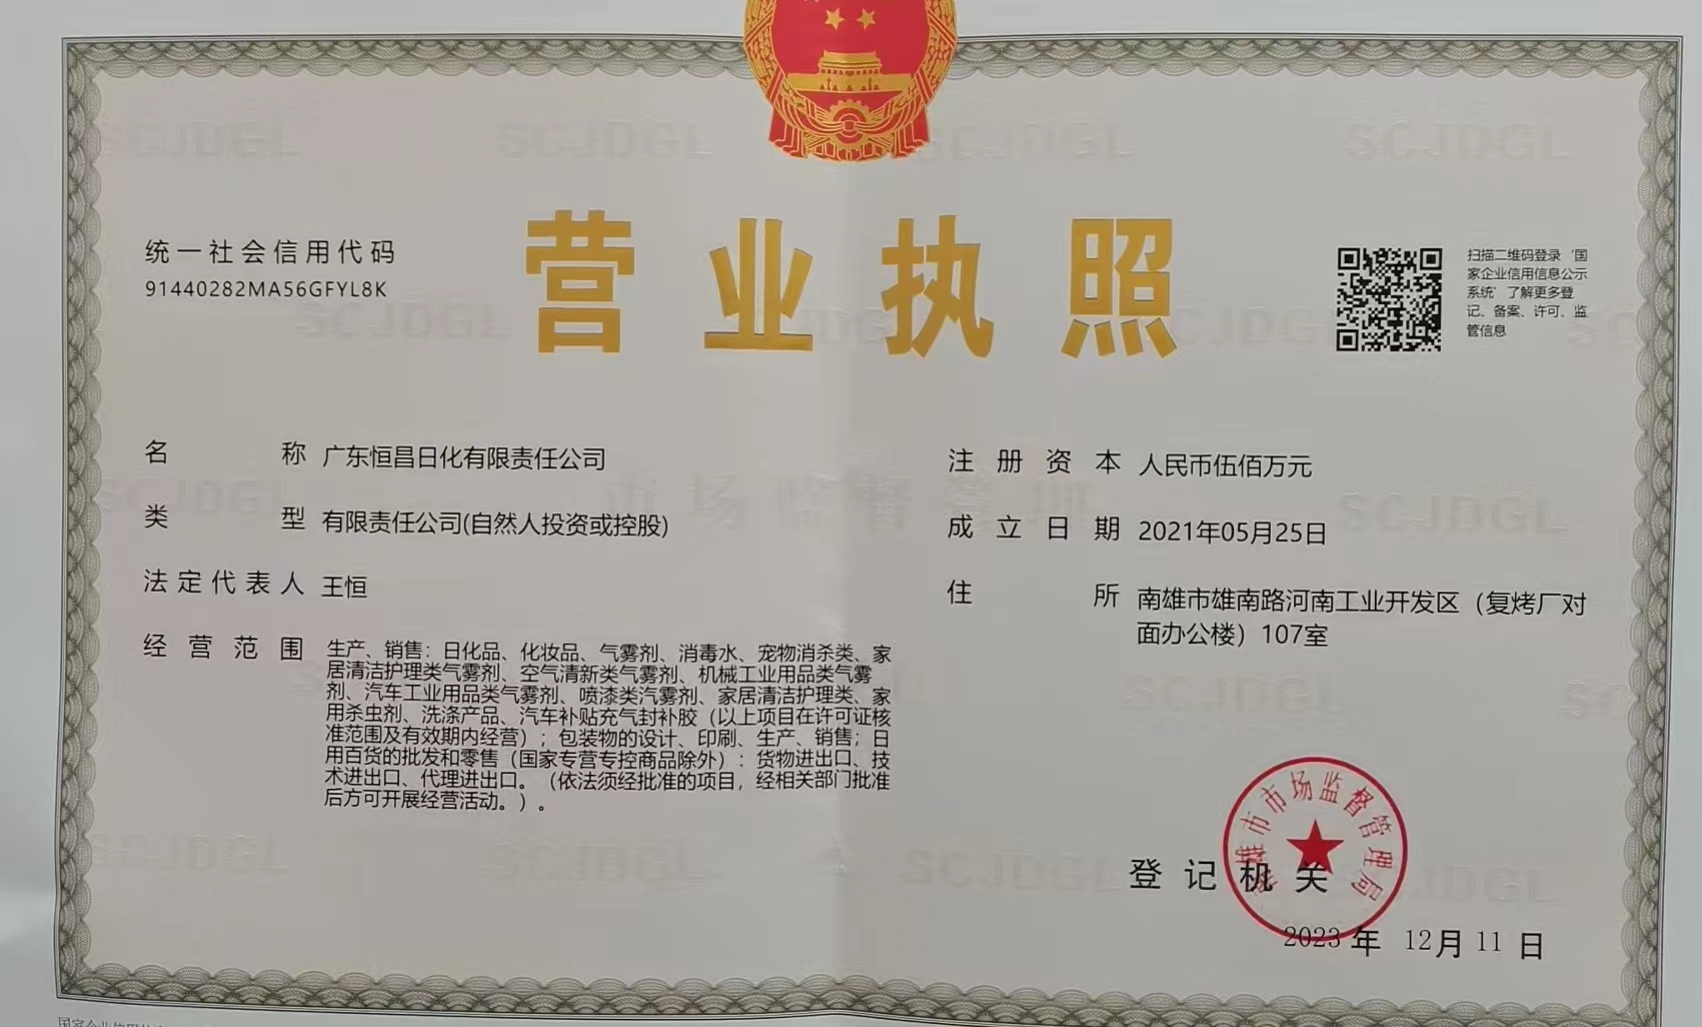 营业执照
统一社会信用代码
91440282MA56GFYL8K
扫描二维码登录‘国
家企业信用信息公示
系统’了解更多登
记、备案、许可、监
管信息
名称 广东恒昌日化有限责任公司
类型 有限责任公司(自然人投资或控股)
法定代表人 王恒
经营范围 生产、销售：日化品、化妆品、气雾剂、消毒水、宠物消杀类、家
居清洁护理类气雾剂、空气清新类气雾剂、机械工业用品类气雾
剂、汽车工业用品类气雾剂、喷漆类汽雾剂、家居清洁护理类、家
用杀虫剂、洗涤产品、汽车补贴充气封补胶（以上项目在许可证核
准范围及有效期内经营）；包装物的设计、印刷、生产、销售；日
用百货的批发和零售（国家专营专控商品除外）：货物进出口、技
术进出口、代理进出口。（依法须经批准的项目，经相关部门批准
后方可开展经营活动。）。
注册资本 人民币伍佰万元
成立日期 2021年05月25日
住所 南雄市雄南路河南工业开发区（复烤厂对
面办公楼）107室
登记机关
南雄市市场监督管理局
2023年12月11日
SCJDGL
市场监督管理